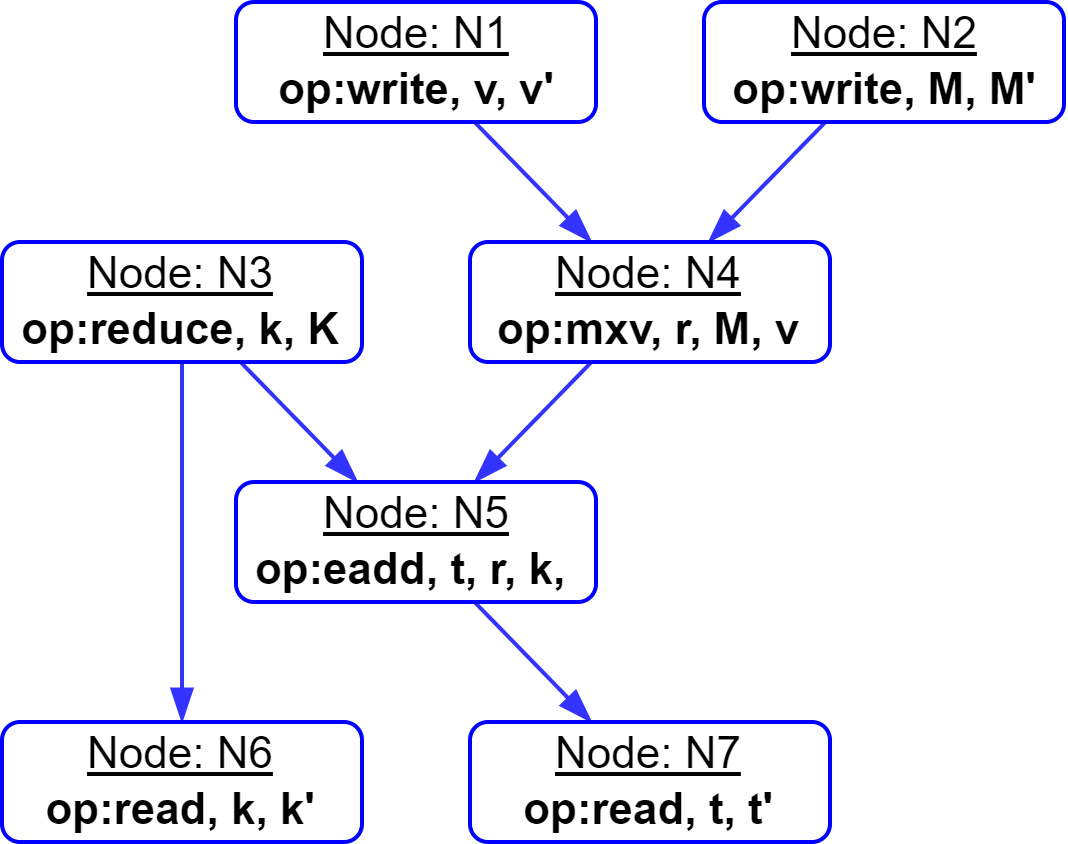 Node: N1
op:write, v, v'
Node: N2
op:write, M, M'
Node: N3
op:reduce, k, K
Node: N4
op:mxv, r, M, v
Node: N5
op:eadd, t, r, k,
Node: N6
op:read, k, k'
Node: N7
op:read, t, t'